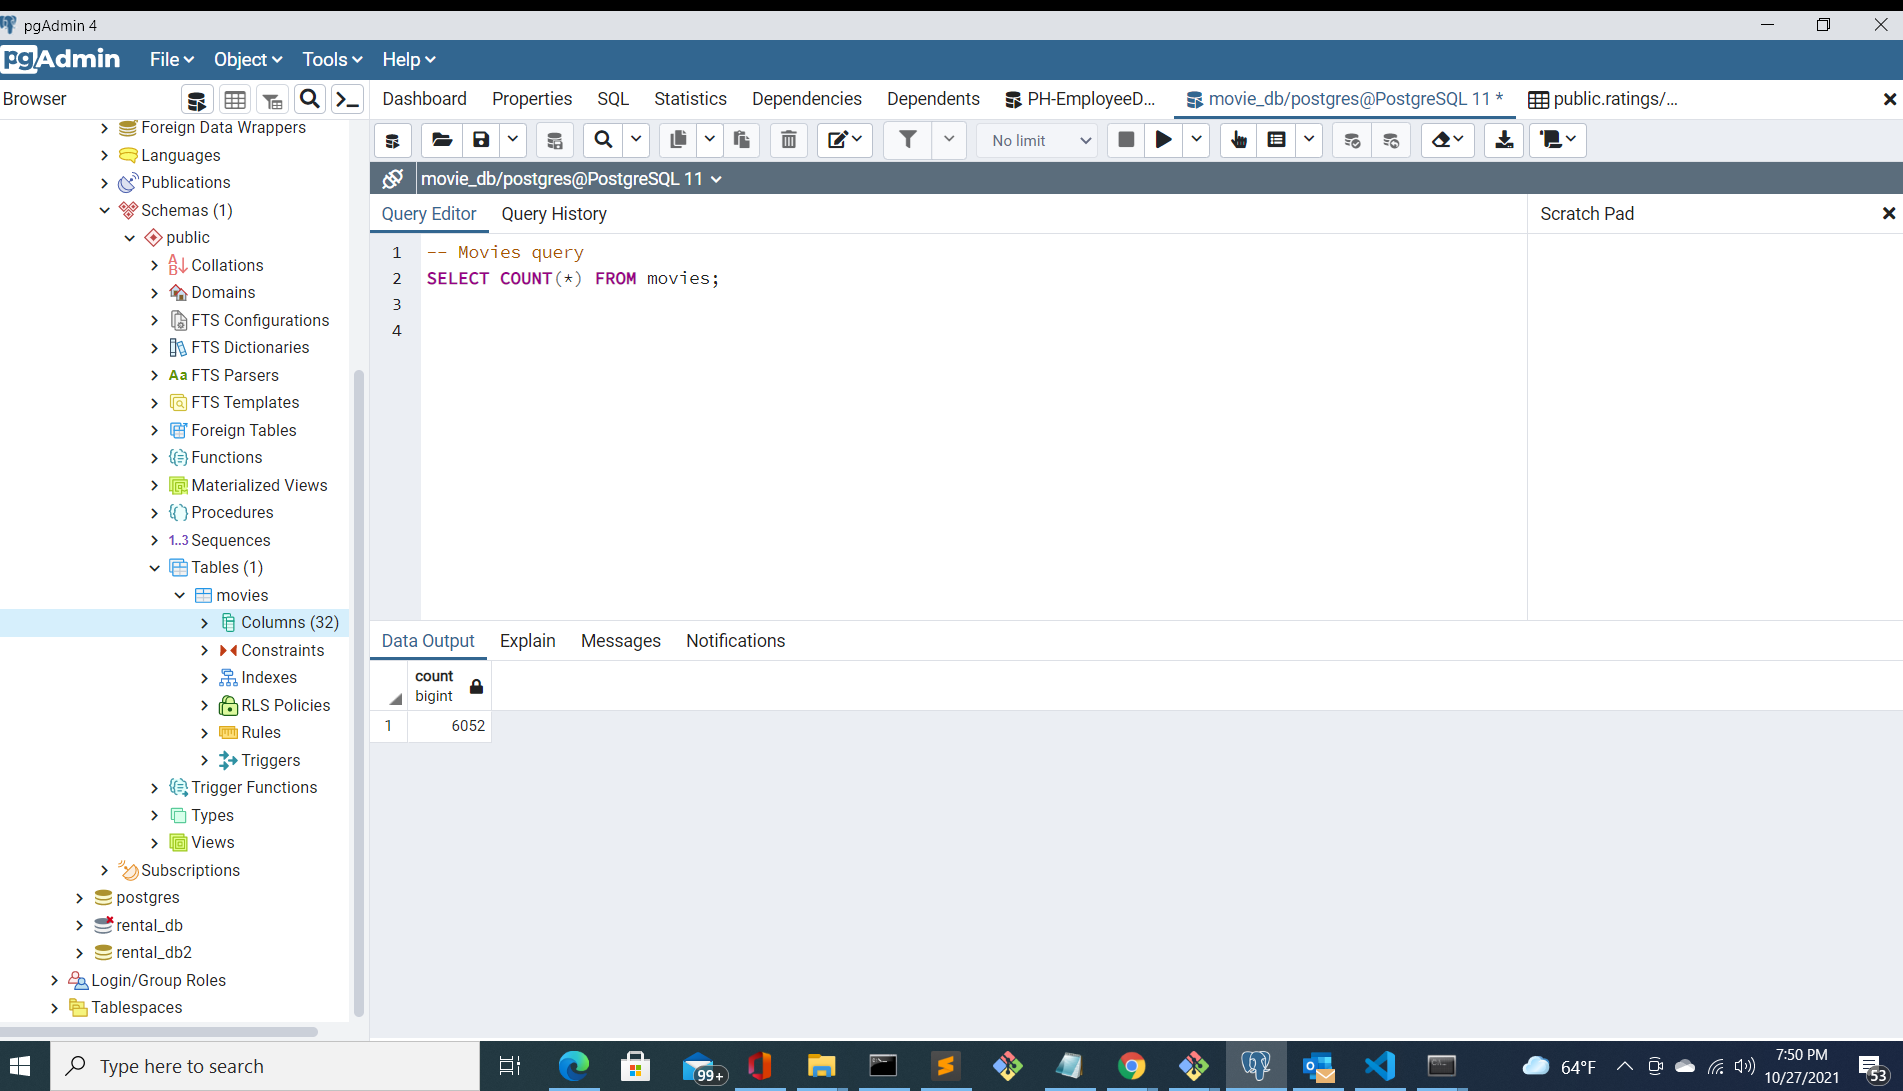 pgAdmin 4
pgAdmin File Object Tools Help
Browser
Dashboard Properties SQL Statistics Dependencies Dependents PH-EmployeeD... movie_db/postgres@PostgreSQL 11 * public.ratings/...
No limit
movie_db/postgres@PostgreSQL 11
Query Editor Query History
Scratch Pad
1 -- Movies query
2 SELECT COUNT(*) FROM movies;
3
4
Foreign Data Wrappers
Languages
Publications
Schemas (1)
public
Collations
Domains
FTS Configurations
FTS Dictionaries
Aa FTS Parsers
FTS Templates
Foreign Tables
Functions
Materialized Views
Procedures
1..3 Sequences
Tables (1)
movies
Columns (32)
Constraints
Indexes
RLS Policies
Rules
Triggers
Trigger Functions
Types
Views
Subscriptions
postgres
rental_db
rental_db2
Login/Group Roles
Tablespaces
Data Output Explain Messages Notifications
count
bigint
1 6052
Type here to search
99+
64°F
7:50 PM
10/27/2021
53